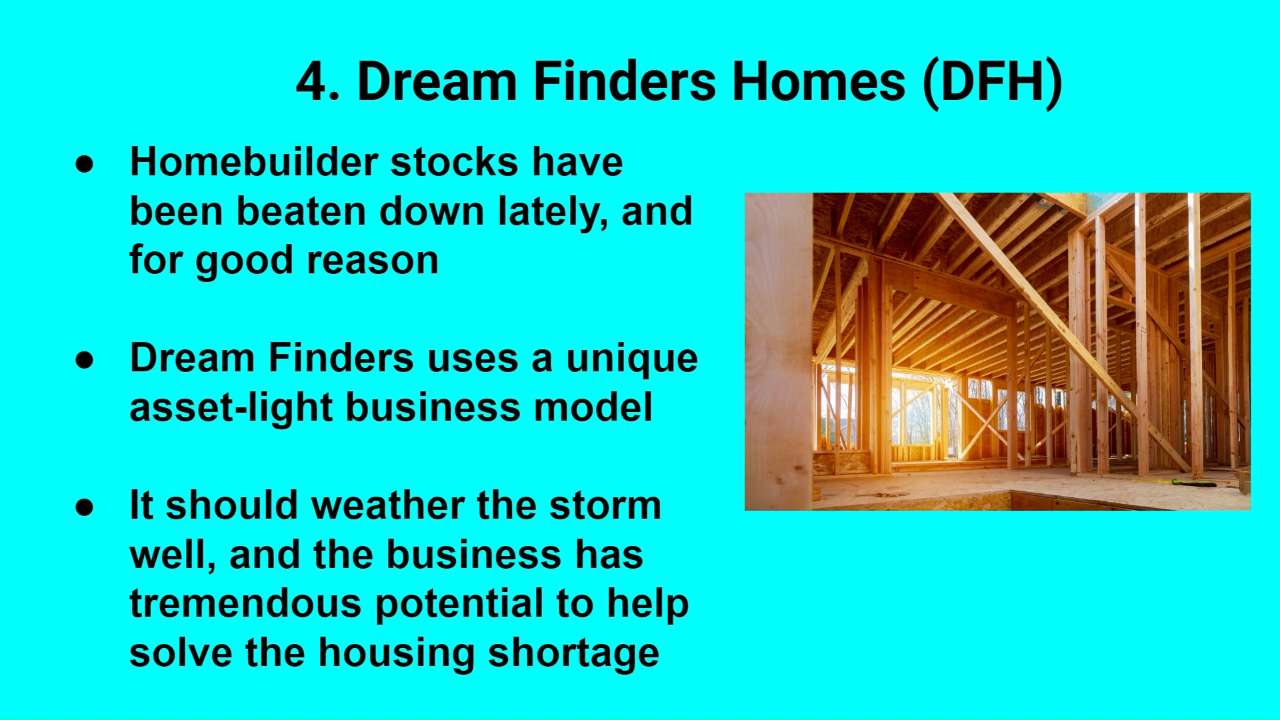 4. Dream Finders Homes (DFH)
● Homebuilder stocks have
been beaten down lately, and
for good reason
● Dream Finders uses a unique
asset-light business model
● It should weather the storm
well, and the business has
tremendous potential to help
solve the housing shortage